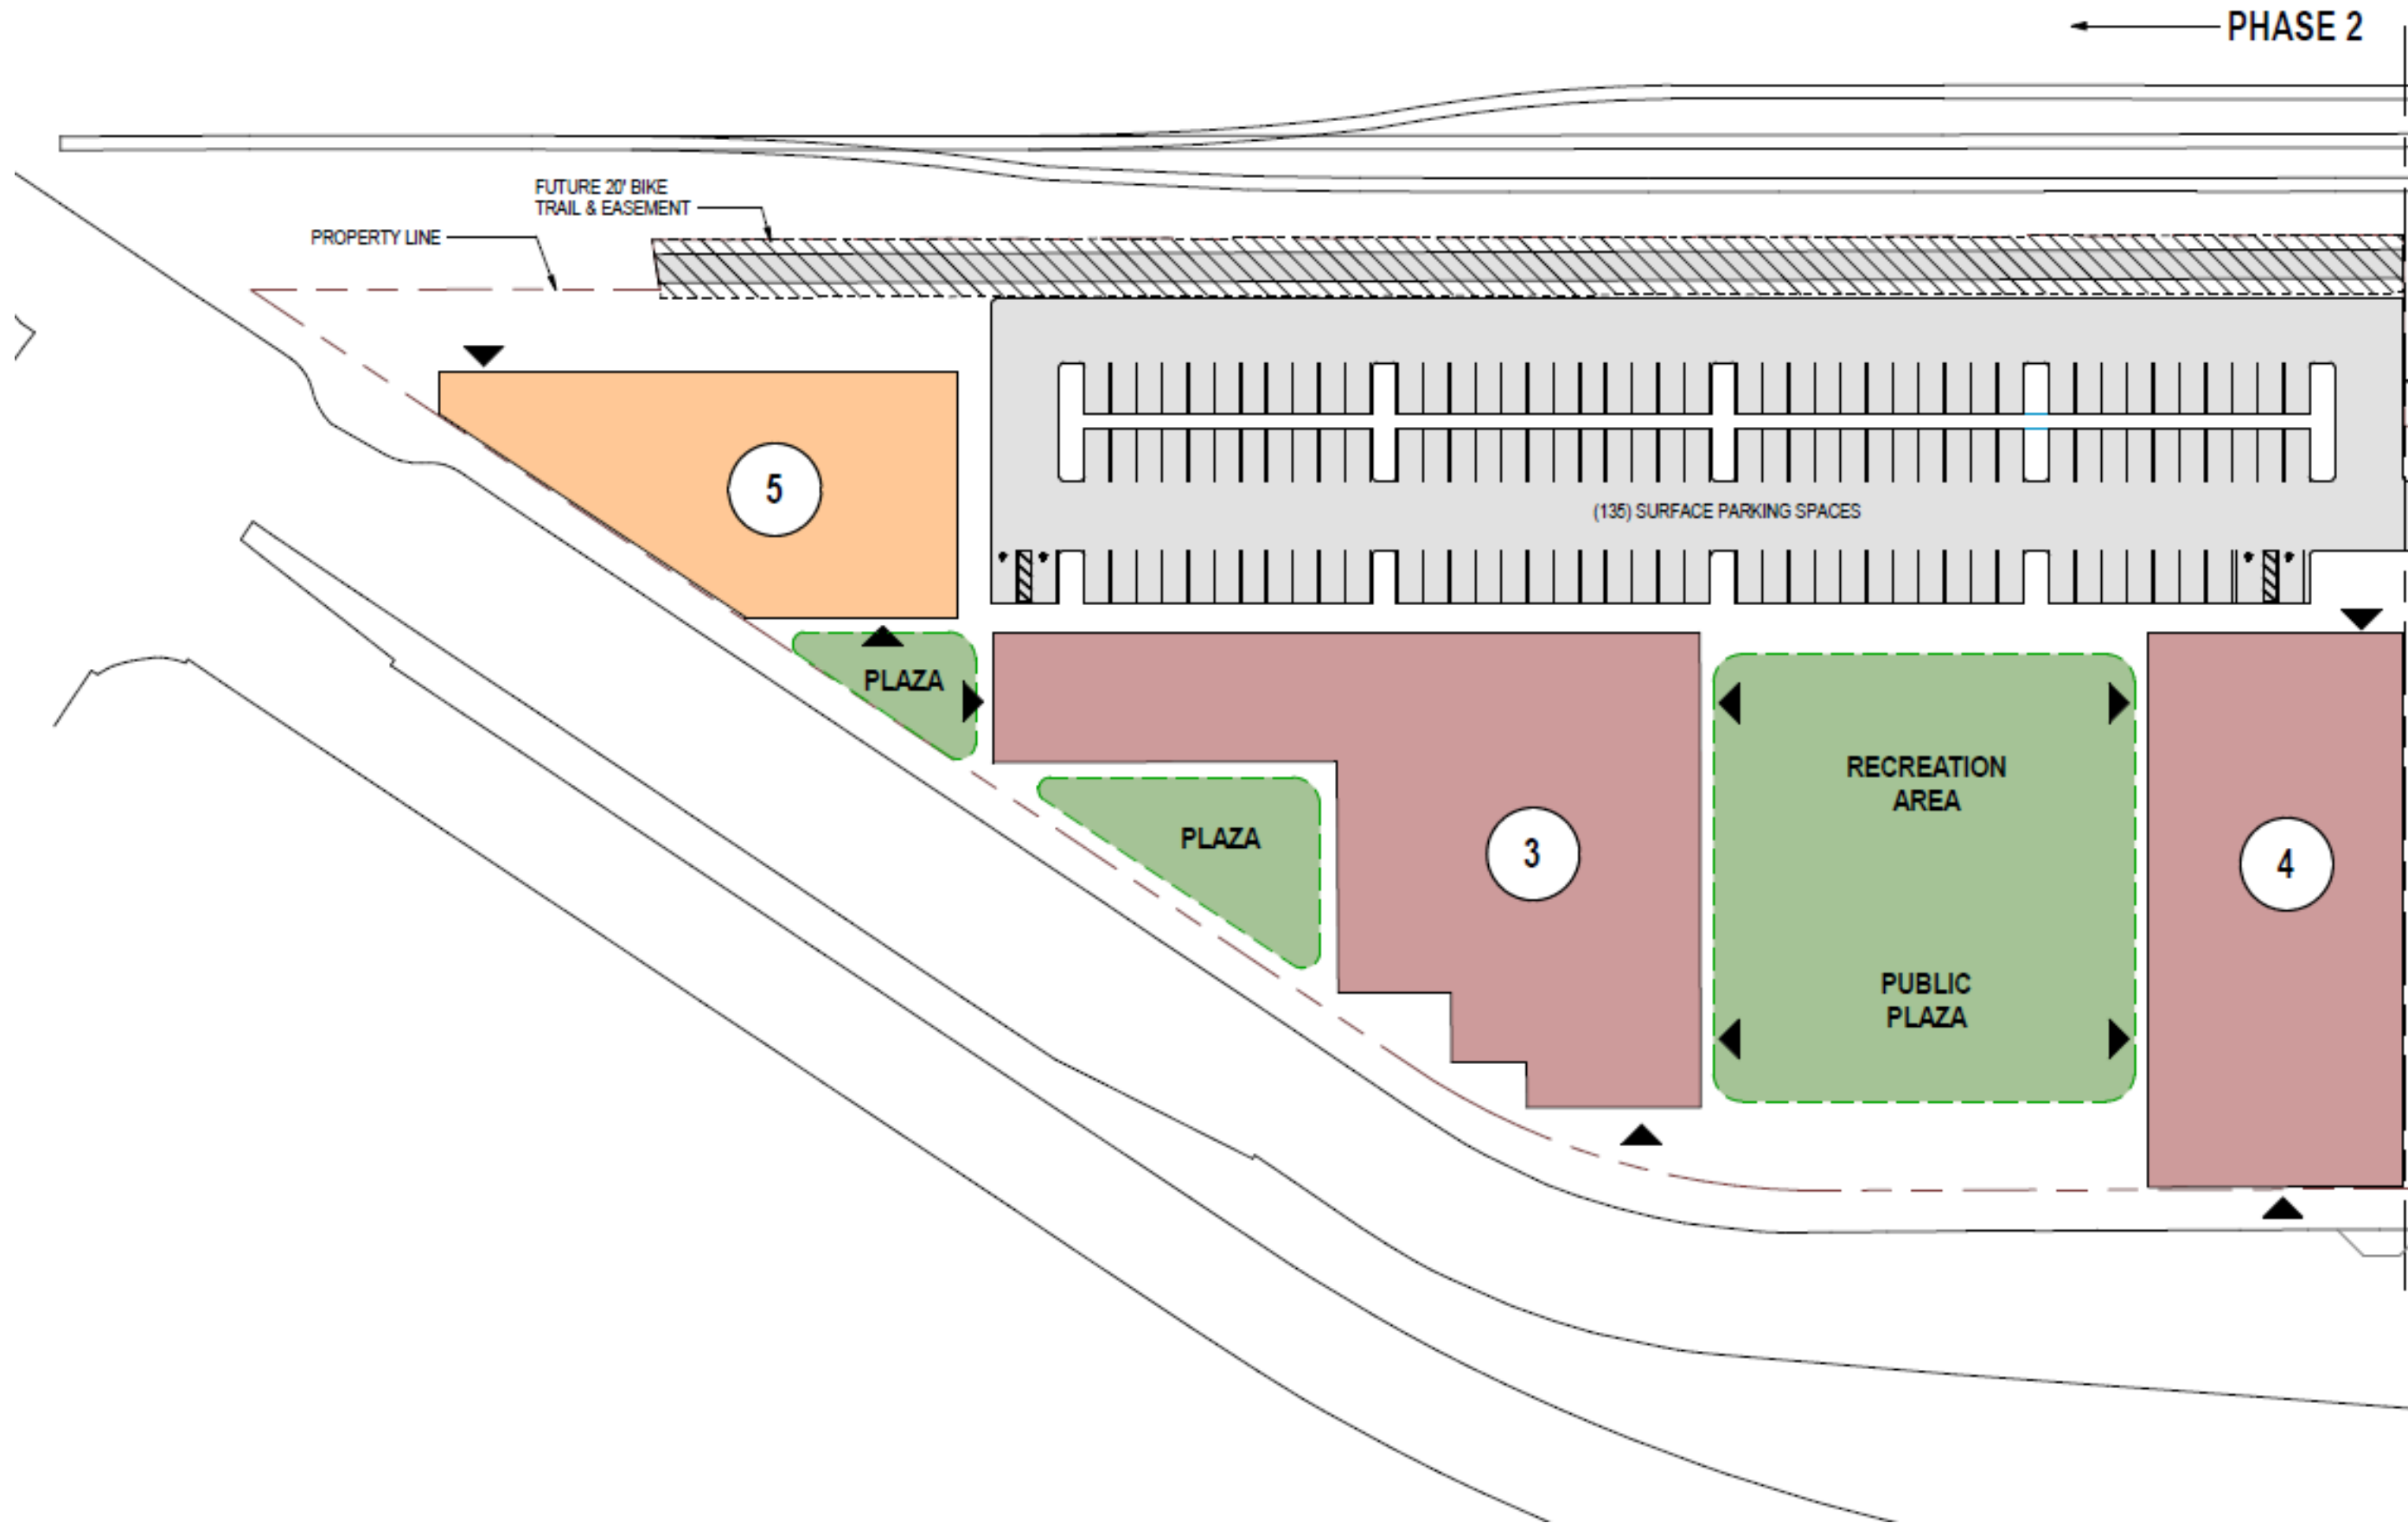 PHASE 2
FUTURE 20' BIKE
TRAIL & EASEMENT
PROPERTY LINE
5
(135) SURFACE PARKING SPACES
PLAZA
PLAZA
3
RECREATION
AREA
PUBLIC
PLAZA
4